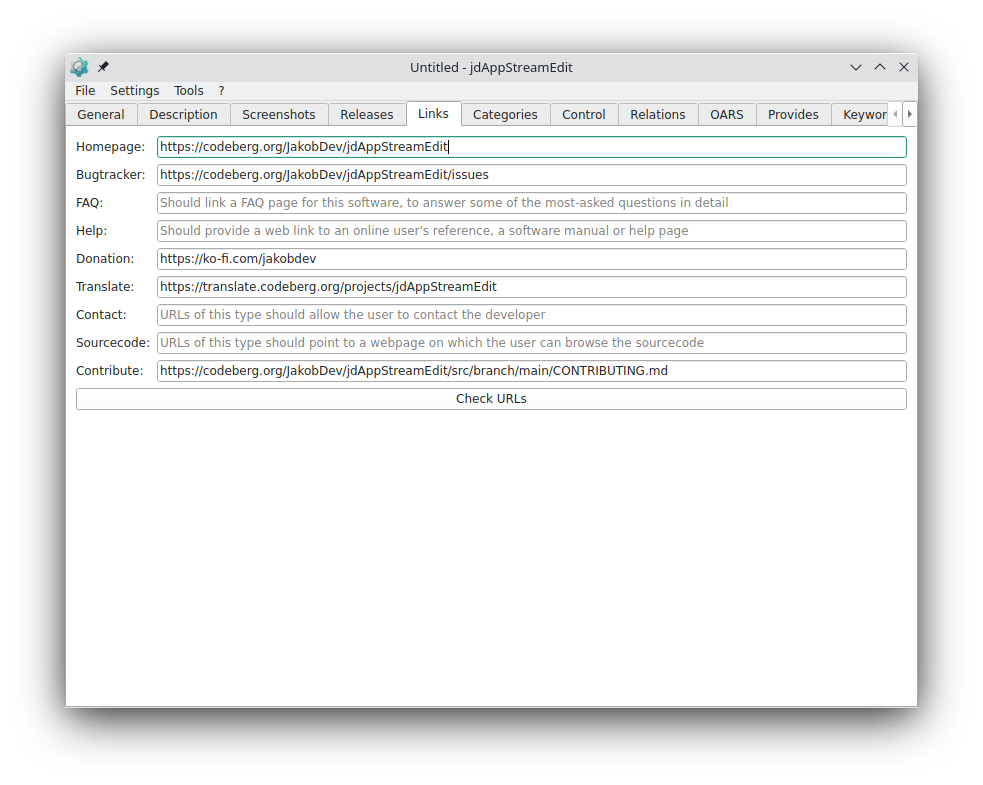 Untitled - jdAppStreamEdit
File Settings Tools ?
General Description Screenshots Releases Links Categories Control Relations OARS Provides Keywor
Homepage: https://codeberg.org/JakobDev/jdAppStreamEdit
Bugtracker: https://codeberg.org/JakobDev/jdAppStreamEdit/issues
FAQ: Should link a FAQ page for this software, to answer some of the most-asked questions in detail
Help: Should provide a web link to an online user's reference, a software manual or help page
Donation: https://ko-fi.com/jakobdev
Translate: https://translate.codeberg.org/projects/jdAppStreamEdit
Contact: URLs of this type should allow the user to contact the developer
Sourcecode: URLs of this type should point to a webpage on which the user can browse the sourcecode
Contribute: https://codeberg.org/JakobDev/jdAppStreamEdit/src/branch/main/CONTRIBUTING.md
Check URLs